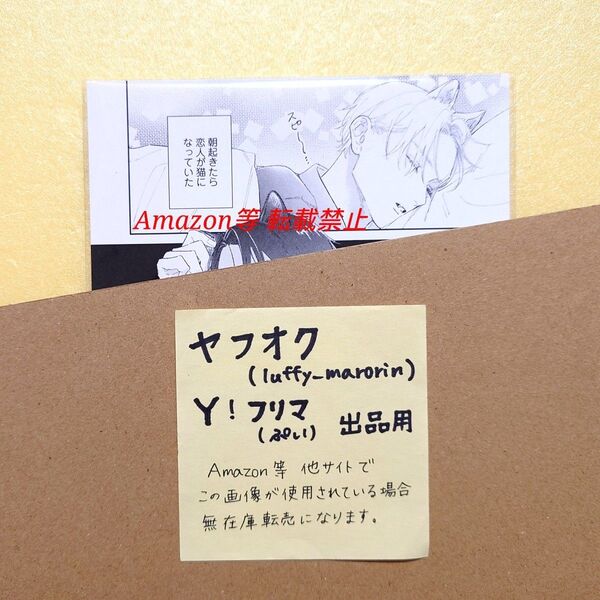 朝起きたら
恋人が猫に
なっていた
スピ〜…
Amazon等 転載禁止
ヤフオク
(luffy_marorin)
Y!フリマ
(ぷい) 出品用
Amazon等 他サイトで
この画像が使用されている場合
無在庫転売になります。